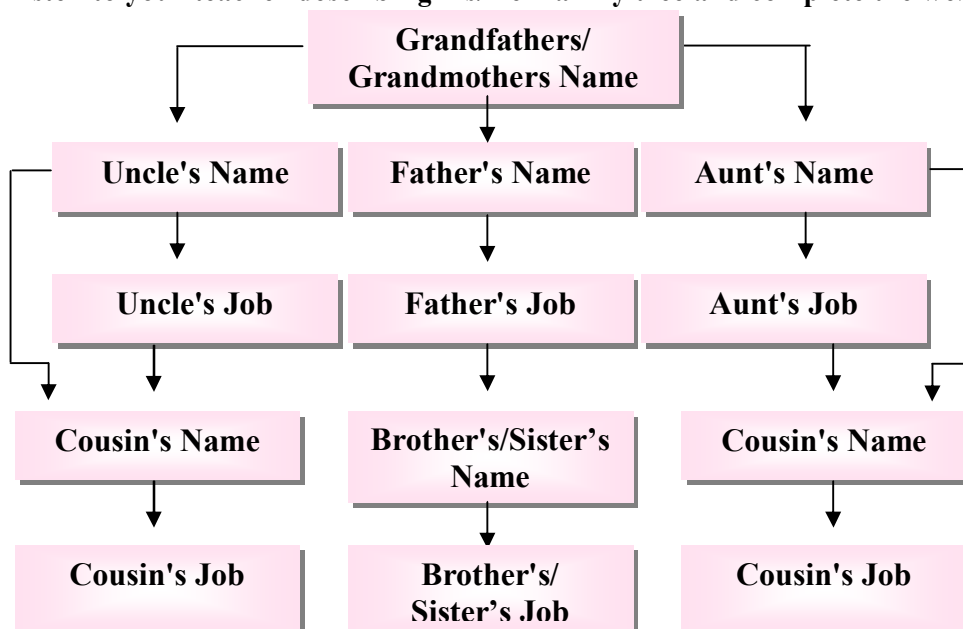 Grandfathers/
Grandmothers Name
Uncle's Name
Father's Name
Aunt's Name
Uncle's Job
Father's Job
Aunt's Job
Cousin's Name
Brother's/Sister’s
Name
Cousin's Name
Cousin's Job
Brother's/
Sister’s Job
Cousin's Job